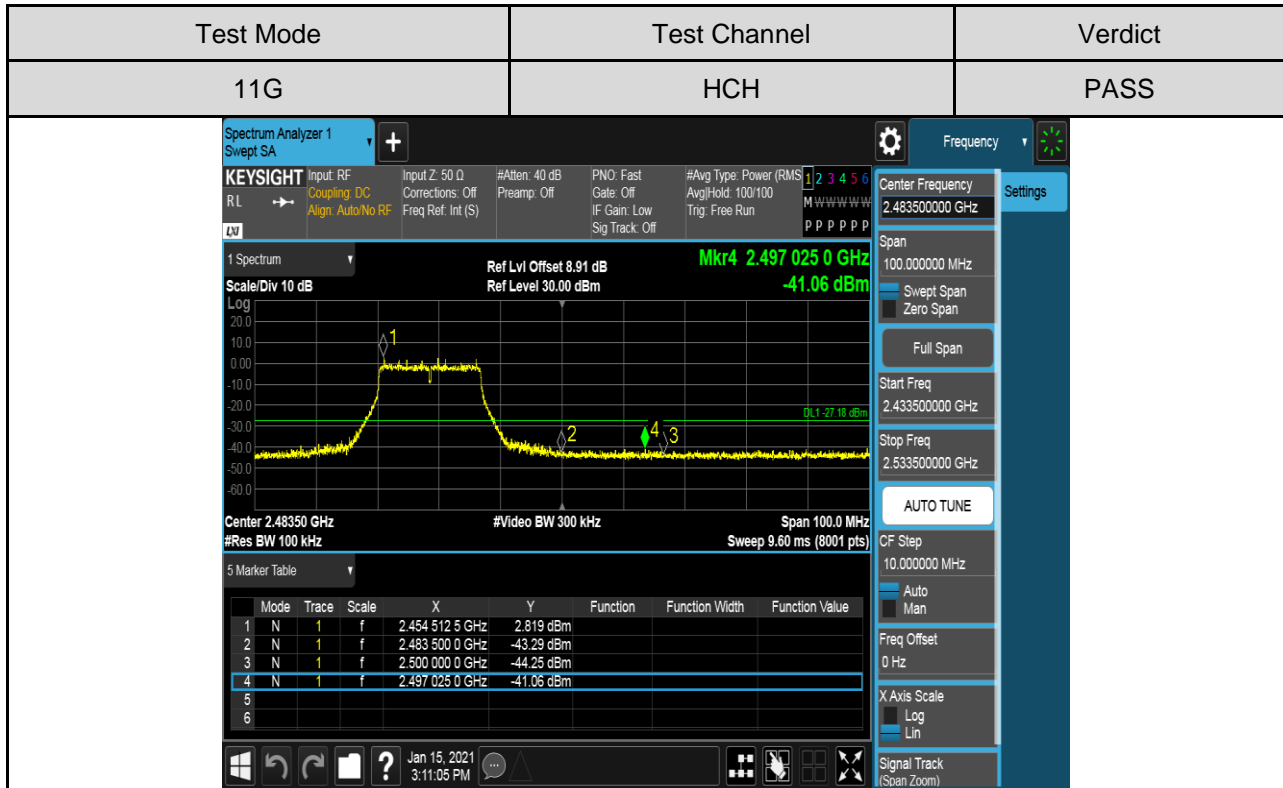 Test Mode Test Channel Verdict
11G HCH PASS
Spectrum Analyzer 1
Swept SA
+
Frequency
KEYSIGHT
RL
LXI
Input: RF
Coupling: DC
Align: Auto/No RF
Input Z: 50 Ω
Corrections: Off
Freq Ref: Int (S)
#Atten: 40 dB
Preamp: Off
PNO: Fast
Gate: Off
IF Gain: Low
Sig Track: Off
#Avg Type: Power (RMS
Avg|Hold: 100/100
Trig: Free Run
1 2 3 4 5 6
M W W W W W
P P P P P P
Center Frequency
2.483500000 GHz
Settings
Span
100.000000 MHz
Swept Span
Zero Span
Full Span
Start Freq
2.433500000 GHz
Stop Freq
2.533500000 GHz
AUTO TUNE
CF Step
10.000000 MHz
Auto
Man
Freq Offset
0 Hz
X Axis Scale
Log
Lin
Signal Track
(Span Zoom)
1 Spectrum
Scale/Div 10 dB
Ref Lvl Offset 8.91 dB
Ref Level 30.00 dBm
Mkr4 2.497 025 0 GHz
-41.06 dBm
Log
20.0
10.0
0.00
-10.0
-20.0
-30.0
-40.0
-50.0
-60.0
1
2
4
3
DL1 -27.18 dBm
Center 2.48350 GHz
#Res BW 100 kHz
#Video BW 300 kHz
Span 100.0 MHz
Sweep 9.60 ms (8001 pts)
5 Marker Table
Mode Trace Scale X Y Function Function Width Function Value
1 N 1 f 2.454 512 5 GHz 2.819 dBm
2 N 1 f 2.483 500 0 GHz -43.29 dBm
3 N 1 f 2.500 000 0 GHz -44.25 dBm
4 N 1 f 2.497 025 0 GHz -41.06 dBm
5
6
?
Jan 15, 2021
3:11:05 PM